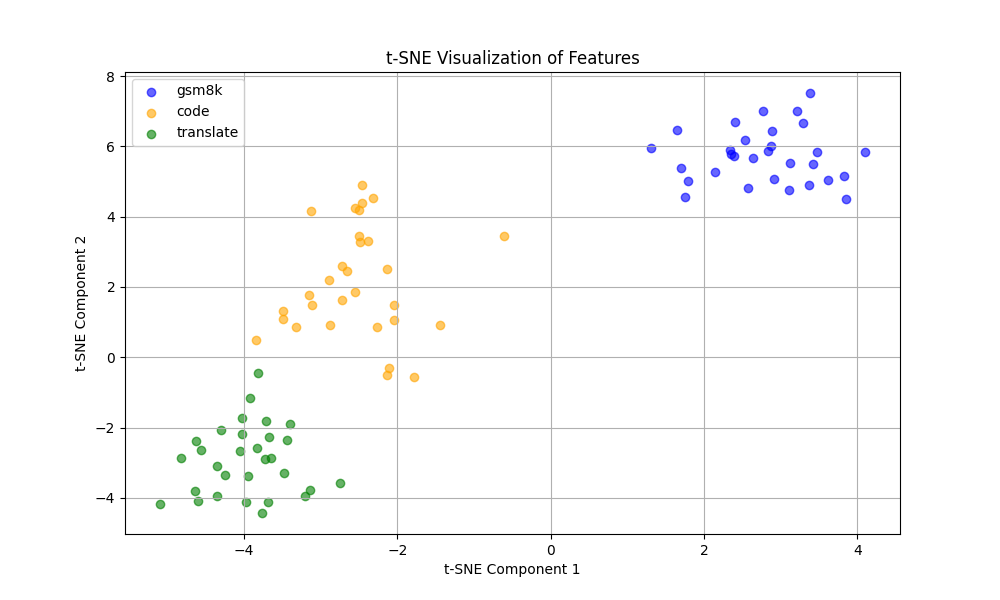 t-SNE Visualization of Features
gsm8k
code
translate
t-SNE Component 2
8
6
4
2
0
−2
−4
−4 −2 0 2 4
t-SNE Component 1